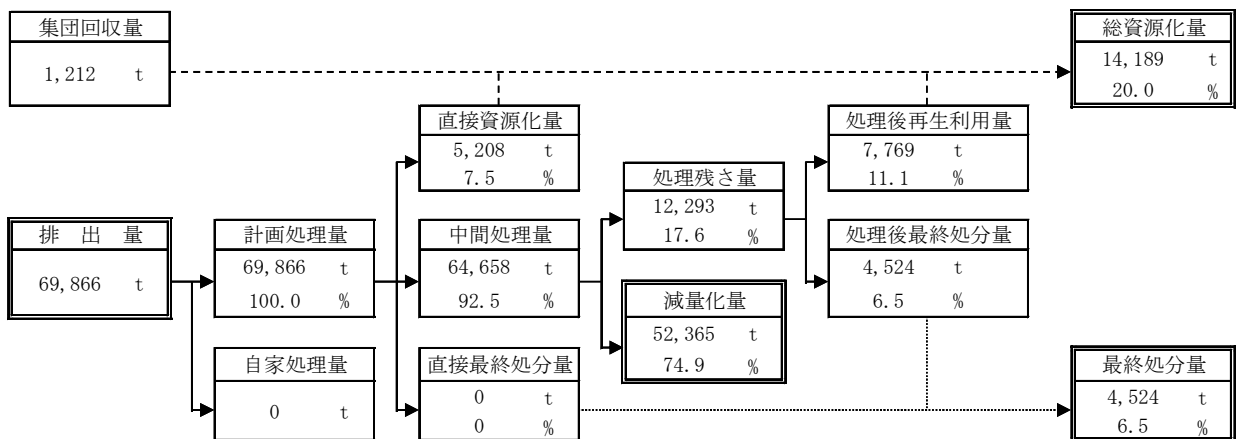 集団回収量
1,212 t
総資源化量
14,189 t
20.0 %
直接資源化量
5,208 t
7.5 %
処理後再生利用量
7,769 t
11.1 %
処理残さ量
12,293 t
17.6 %
排 出 量
69,866 t
計画処理量
69,866 t
100.0 %
中間処理量
64,658 t
92.5 %
処理後最終処分量
4,524 t
6.5 %
減量化量
52,365 t
74.9 %
自家処理量
0 t
直接最終処分量
0 t
0 %
最終処分量
4,524 t
6.5 %